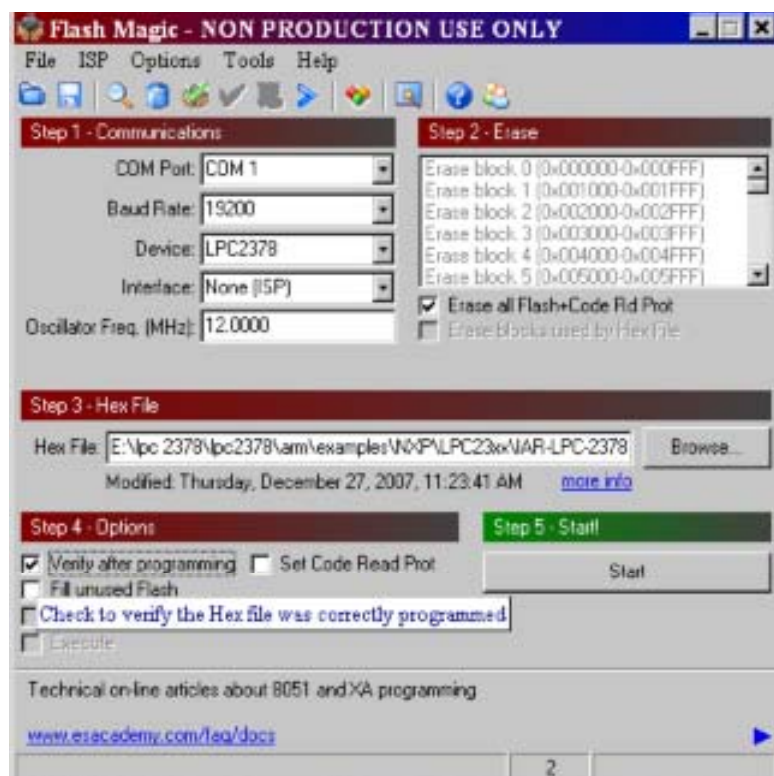 Flash Magic - NON PRODUCTION USE ONLY
File ISP Options Tools Help
Step 1 - Communications
COM Port: COM 1
Baud Rate: 19200
Device: LPC2378
Interface: None (ISP)
Oscillator Freq. (MHz): 12.0000
Step 2 - Erase
Erase block 0 (0x000000-0x000FFF)
Erase block 1 (0x001000-0x001FFF)
Erase block 2 (0x002000-0x002FFF)
Erase block 3 (0x003000-0x003FFF)
Erase block 4 (0x004000-0x004FFF)
Erase block 5 (0x005000-0x005FFF)
Erase all Flash+Code Rd Prot
Erase blocks used by Hex File
Step 3 - Hex File
Hex File: E:\lpc 2378\lpc2378\arm\examples\NXP\LPC23xx\IAR-LPC-2378
Browse...
Modified: Thursday, December 27, 2007, 11:23:41 AM more info
Step 4 - Options
Verify after programming Set Code Read Prot
Fill unused Flash
Check to verify the Hex file was correctly programmed
Execute
Step 5 - Start!
Start
Technical on-line articles about 8051 and XA programming
www.esacademy.com/faq/docs
2